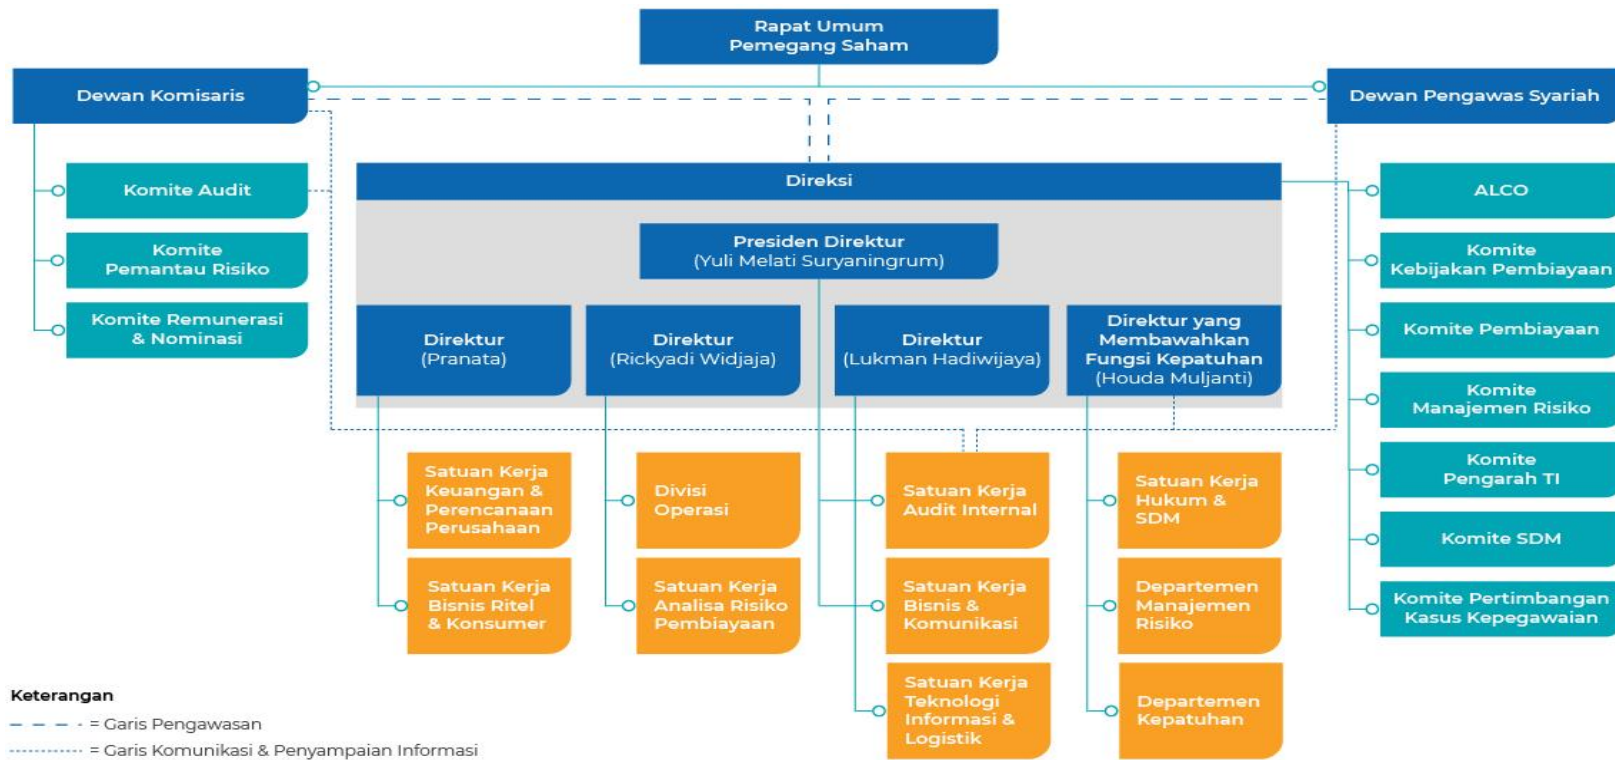 Rapat Umum
Pemegang Saham
Dewan Komisaris
Dewan Pengawas Syariah
Komite Audit
Komite
Pemantau Risiko
Komite Remunerasi
& Nominasi
Direksi
Presiden Direktur
(Yuli Melati Suryaningrum)
Direktur
(Pranata)
Direktur
(Rickyadi Widjaja)
Direktur
(Lukman Hadiwijaya)
Direktur yang
Membawahkan
Fungsi Kepatuhan
(Houda Muljanti)
ALCO
Komite
Kebijakan Pembiayaan
Komite Pembiayaan
Komite
Manajemen Risiko
Komite
Pengarah TI
Komite SDM
Komite Pertimbangan
Kasus Kepegawaian
Satuan Kerja
Keuangan &
Perencanaan
Perusahaan
Satuan Kerja
Bisnis Ritel
& Konsumer
Divisi
Operasi
Satuan Kerja
Analisa Risiko
Pembiayaan
Satuan Kerja
Audit Internal
Satuan Kerja
Bisnis &
Komunikasi
Satuan Kerja
Teknologi
Informasi &
Logistik
Satuan Kerja
Hukum &
SDM
Departemen
Manajemen
Risiko
Departemen
Kepatuhan
Keterangan
= Garis Pengawasan
= Garis Komunikasi & Penyampaian Informasi